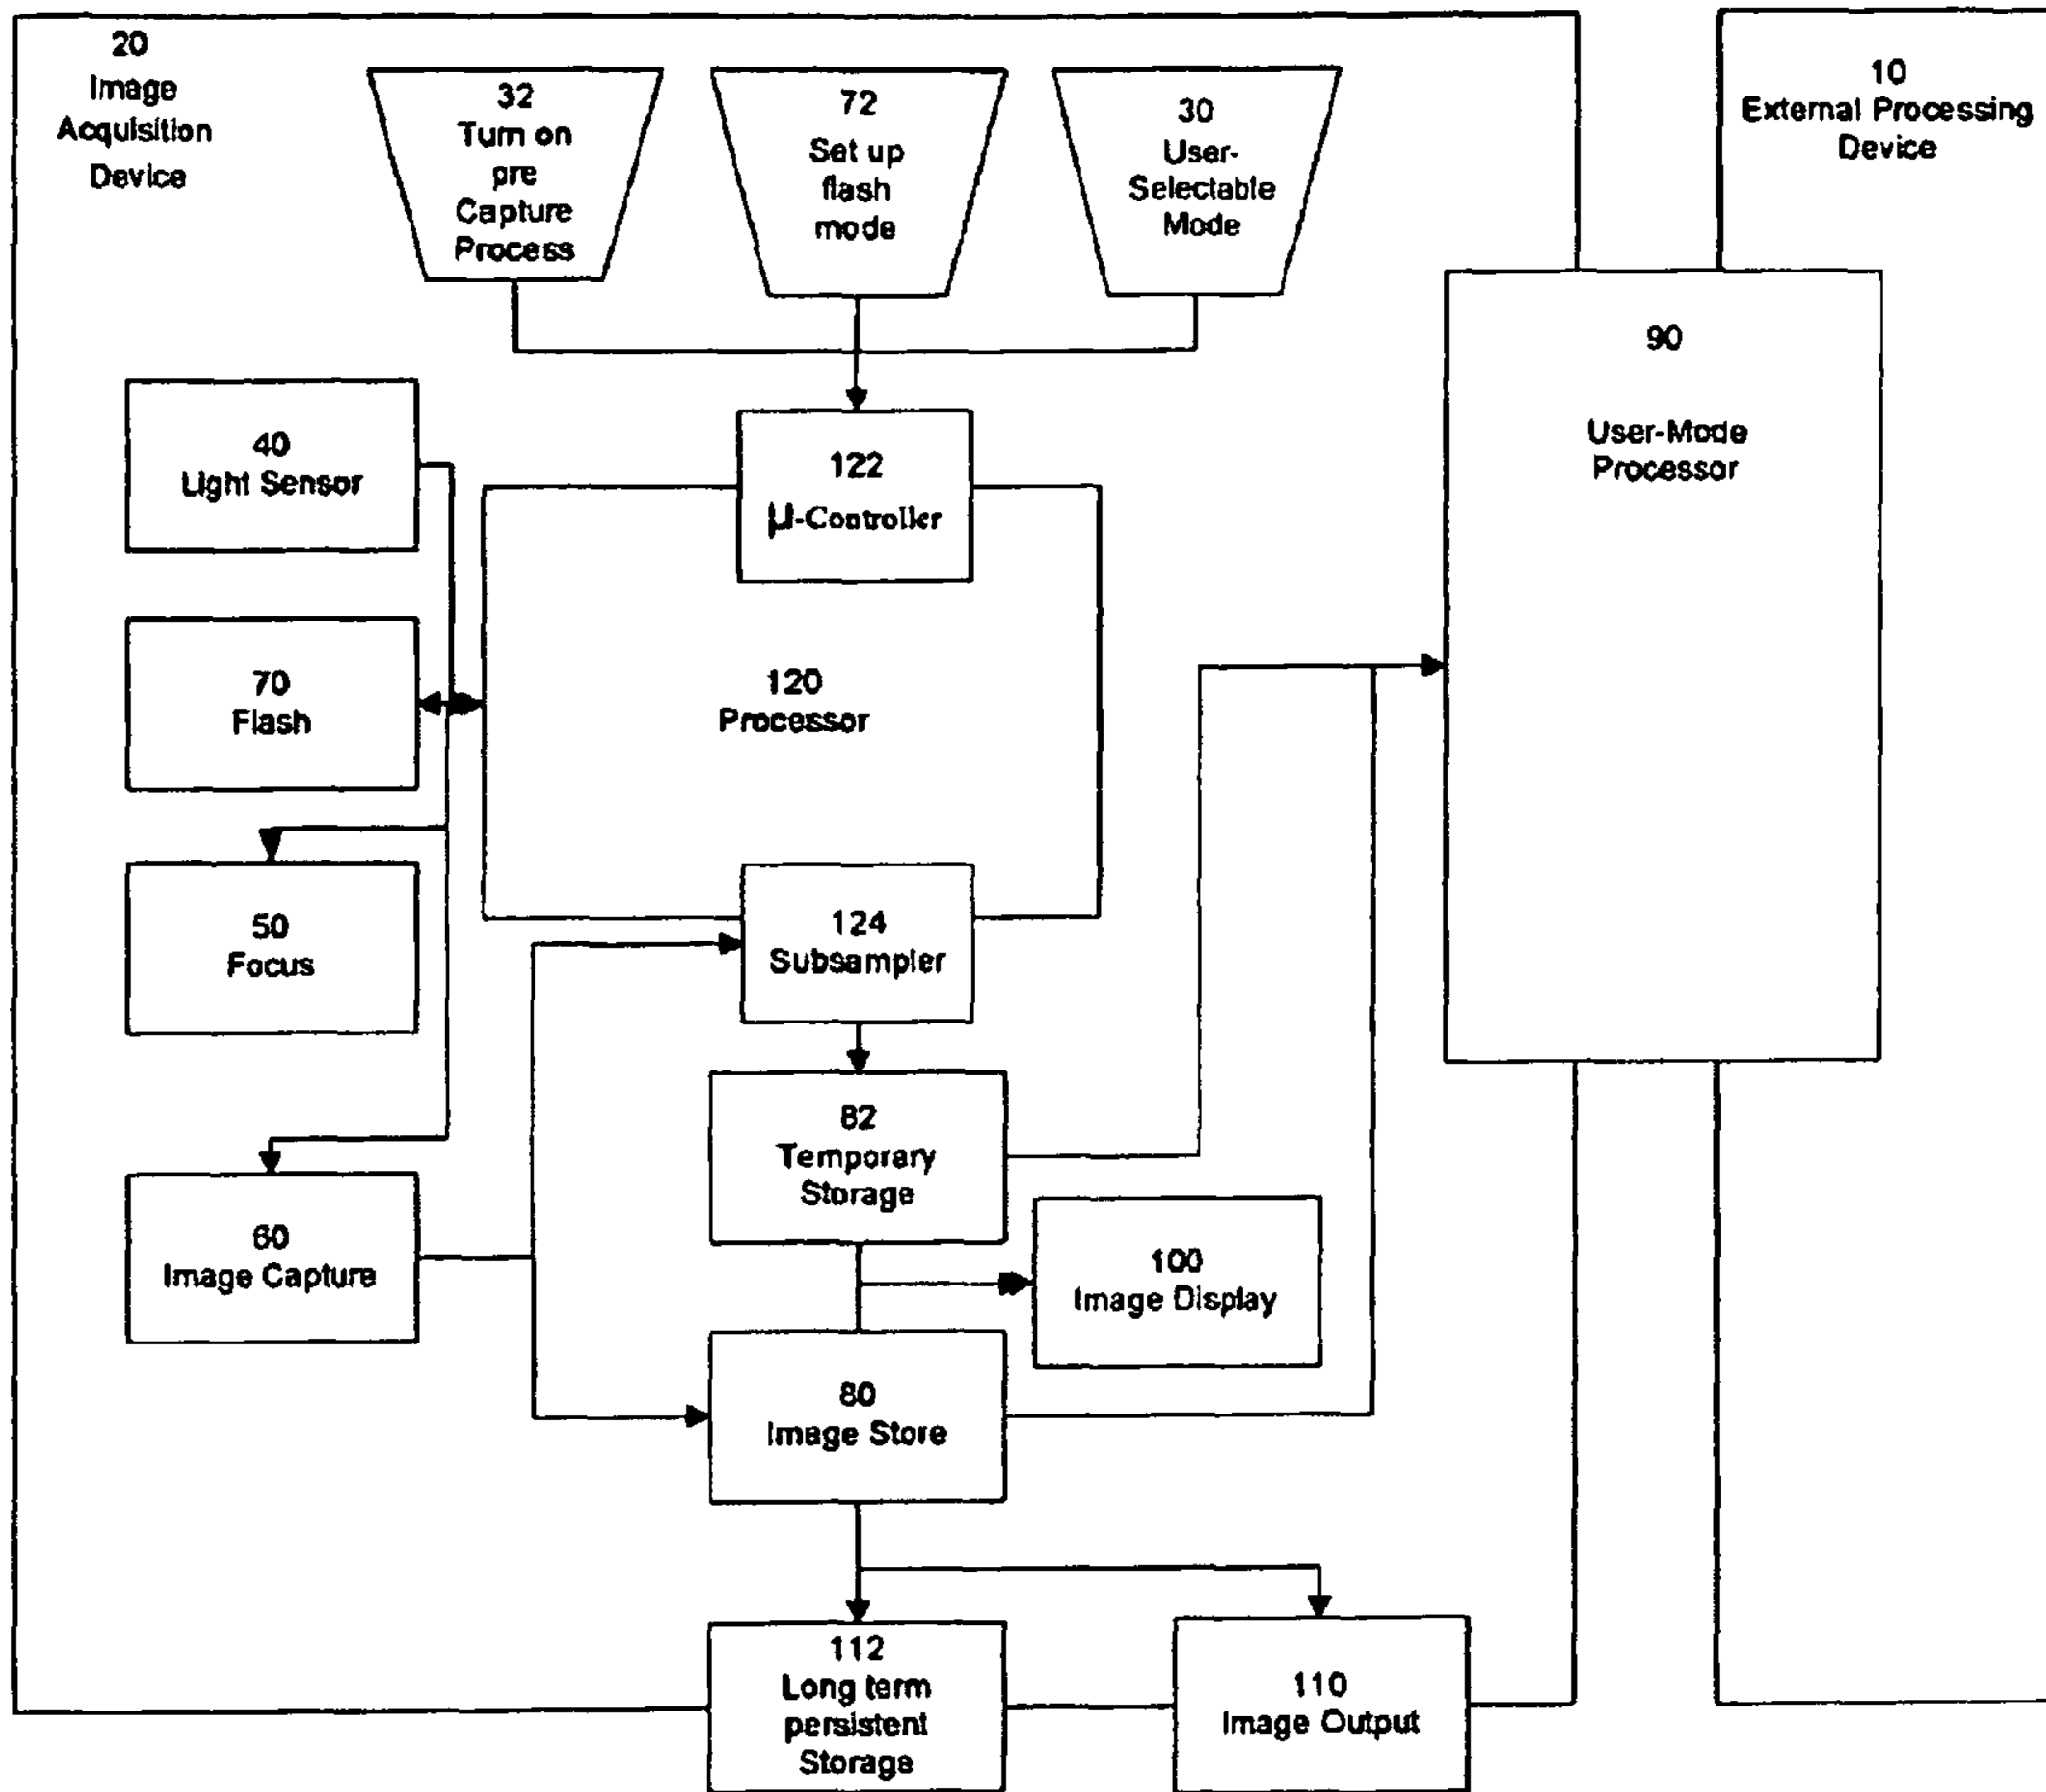 20
Image
Acquisition
Device
32
Turn on
pre
Capture
Process
72
Set up
flash
mode
30
User-
Selectable
Mode
10
External Processing
Device
90
User-Mode
Processor
40
Light Sensor
122
µ-Controller
70
Flash
120
Processor
50
Focus
124
Subsampler
82
Temporary
Storage
60
Image Capture
100
Image Display
80
Image Store
112
Long term
persistent
Storage
110
Image Output